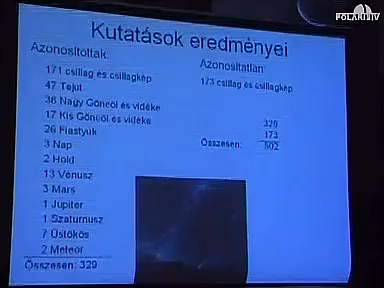 POLARIS TV
Kutatások eredményei
Azonosítottak:
171 csillag és csillagkép
47 Tejút
36 Nagy Göncöl és vidéke
17 Kis Göncöl és vidéke
26 Fiastyúk
3 Nap
2 Hold
13 Vénusz
3 Mars
1 Jupiter
1 Szaturnusz
7 Üstökös
2 Meteor
Összesen: 329
Azonosítatlan:
173 csillag és csillagkép
329
173
Összesen: 502